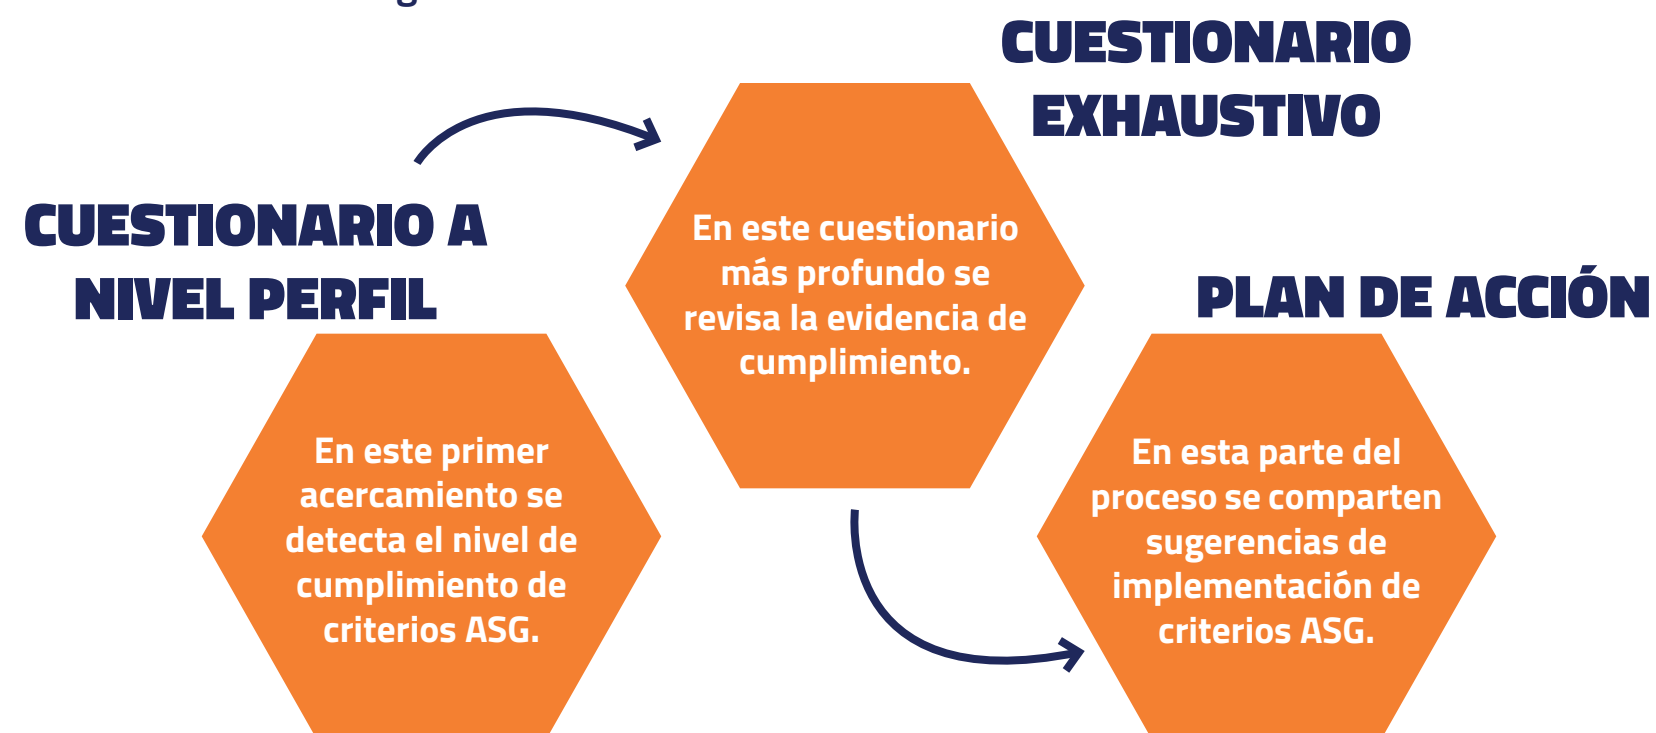 CUESTIONARIO A
NIVEL PERFIL
En este primer
acercamiento se
detecta el nivel de
cumplimiento de
criterios ASG.
CUESTIONARIO
EXHAUSTIVO
En este cuestionario
más profundo se
revisa la evidencia de
cumplimiento.
PLAN DE ACCIÓN
En esta parte del
proceso se comparten
sugerencias de
implementación de
criterios ASG.